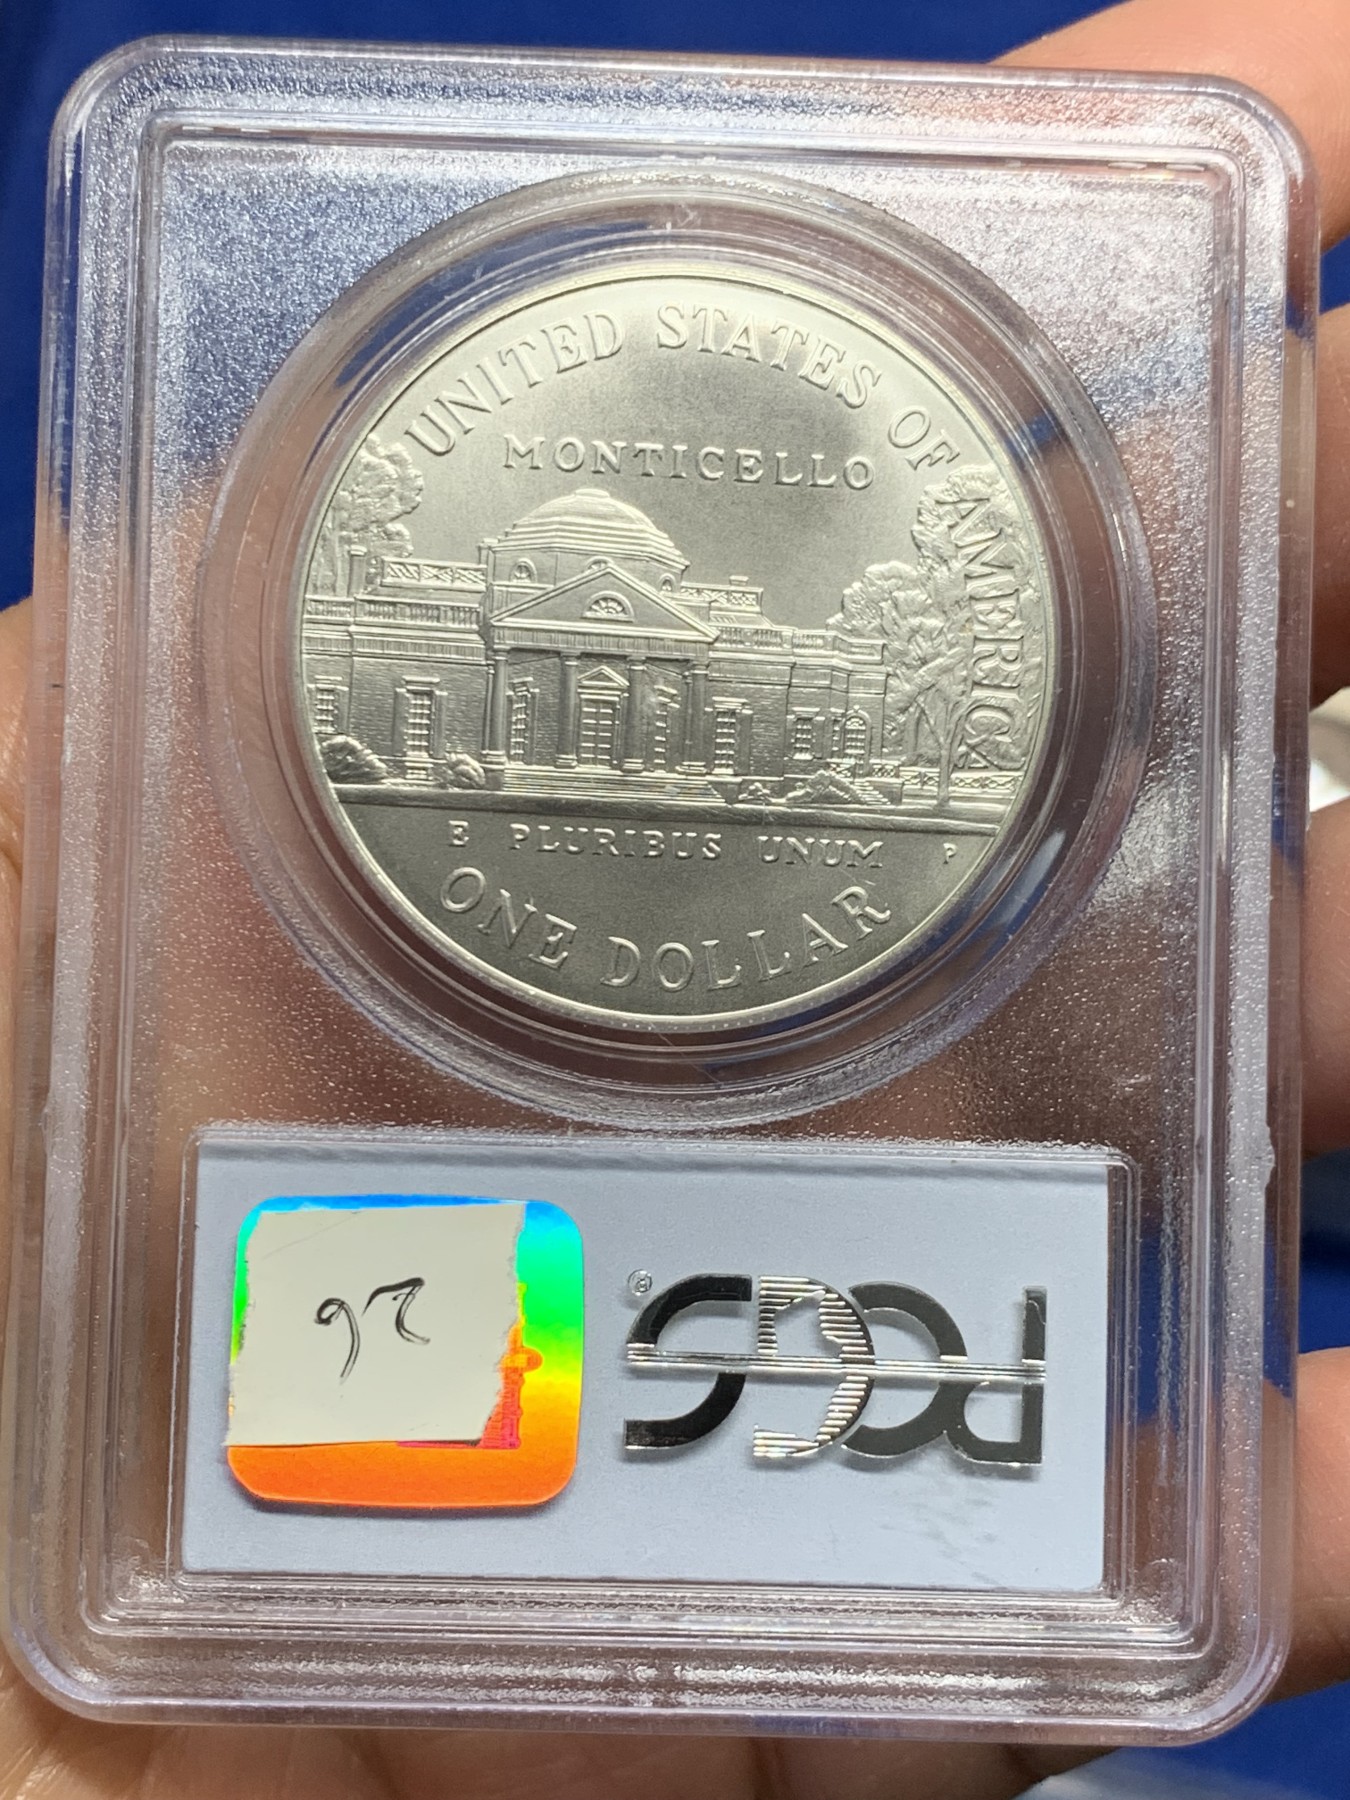 UNITED STATES OF AMERICA
MONTICELLO
E PLURIBUS UNUM P
ONE DOLLAR
PCGS®